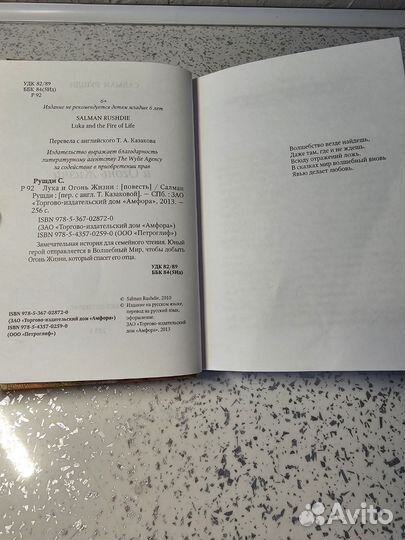 УДК 82/89
ББК 84(5Ид)
Р 92
6+
Издание не рекомендуется детям младше 6 лет
SALMAN RUSHDIE
Luka and the Fire of Life
Перевела с английского Т. А. Казакова
Издательство выражает благодарность
литературному агентству The Wylie Agency
за содействие в приобретении прав
Рушди С.
Р 92 Лука и Огонь Жизни : [повесть] / Салман
Рушди ; [пер. с англ. Т. Казаковой]. — СПб. : ЗАО
«Торгово-издательский дом «Амфора», 2013. —
256 с.
ISBN 978-5-367-02872-0
(ЗАО «Торгово-издательский дом «Амфора»)
ISBN 978-5-4357-0259-0 (ООО «Петроглиф»)
Замечательная история для семейного чтения. Юный
герой отправляется в Волшебный Мир, чтобы добыть
Огонь Жизни, который спасет его отца.
УДК 82/89
ББК 84(5Ид)
© Salman Rushdie, 2010
© Издание на русском языке,
перевод на русский язык,
оформление.
ЗАО «Торгово-издательский дом
«Амфора», 2013
ISBN 978-5-367-02872-0
(ЗАО «Торгово-издательский дом «Амфора»)
ISBN 978-5-4357-0259-0
(ООО «Петроглиф»)
Волшебство везде найдешь,
Даже там, где и не ждешь.
Всюду отражений ложь.
В сказках мир волшебный вновь
Явью делает любовь.
Avito